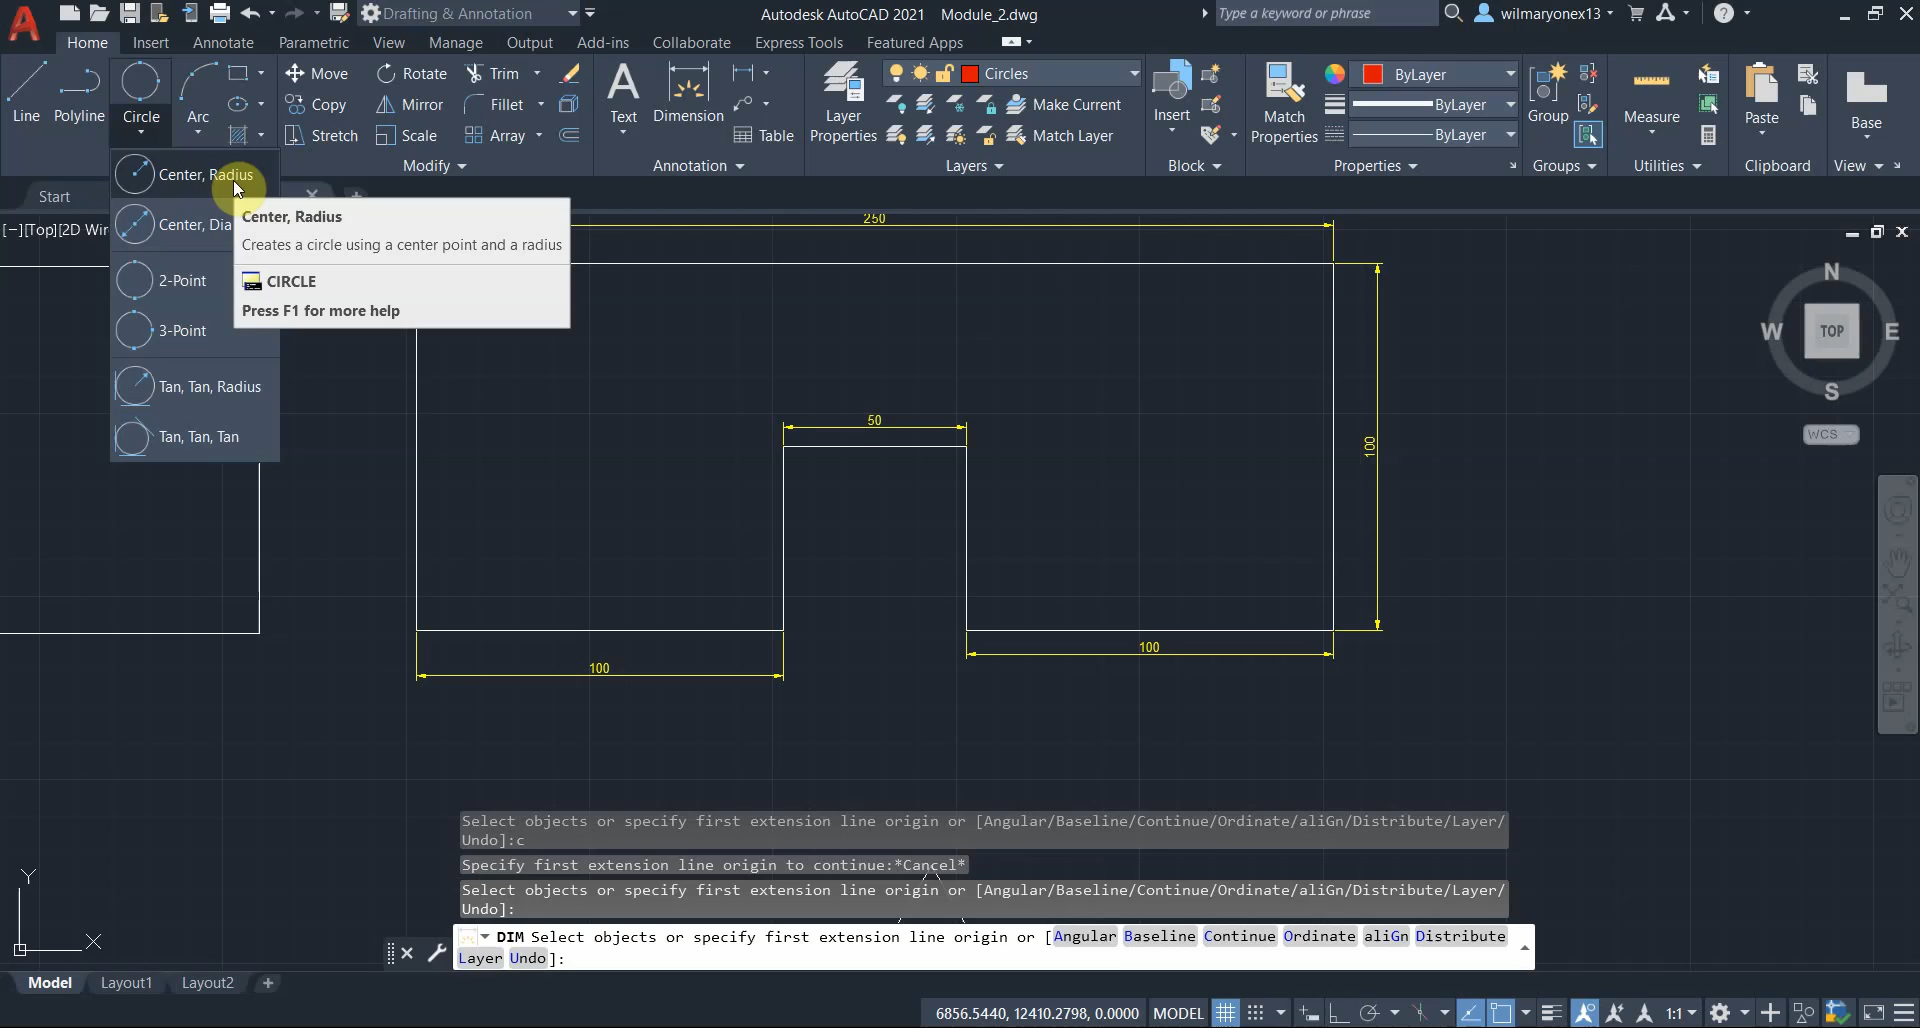 Drafting & Annotation
Autodesk AutoCAD 2021 Module_2.dwg
Type a keyword or phrase
wilmaryonex13
Home Insert Annotate Parametric View Manage Output Add-ins Collaborate Express Tools Featured Apps
Line
Polyline
Circle
Arc
Move Rotate Trim
Copy Mirror Fillet
Stretch Scale Array
Modify
Text
Dimension
Table
Annotation
Layer
Properties
Circles
Make Current
Match Layer
Layers
Insert
Block
Match
Properties
ByLayer
ByLayer
ByLayer
Properties
Group
Groups
Measure
Utilities
Paste
Clipboard
Base
View
Start
Center, Radius
Center, Dia
2-Point
3-Point
Tan, Tan, Radius
Tan, Tan, Tan
Center, Radius
Creates a circle using a center point and a radius
CIRCLE
Press F1 for more help
[−][Top][2D Wir
250
50
100
100
100
N
W TOP E
S
WCS
Y
X
Select objects or specify first extension line origin or [Angular/Baseline/Continue/Ordinate/aliGn/Distribute/Layer/
Undo]:c
Specify first extension line origin to continue:*Cancel*
Select objects or specify first extension line origin or [Angular/Baseline/Continue/Ordinate/aliGn/Distribute/Layer/
Undo]:
DIM Select objects or specify first extension line origin or [Angular Baseline Continue Ordinate aliGn Distribute
Layer Undo]:
Model Layout1 Layout2 +
6856.5440, 12410.2798, 0.0000 MODEL 1:1